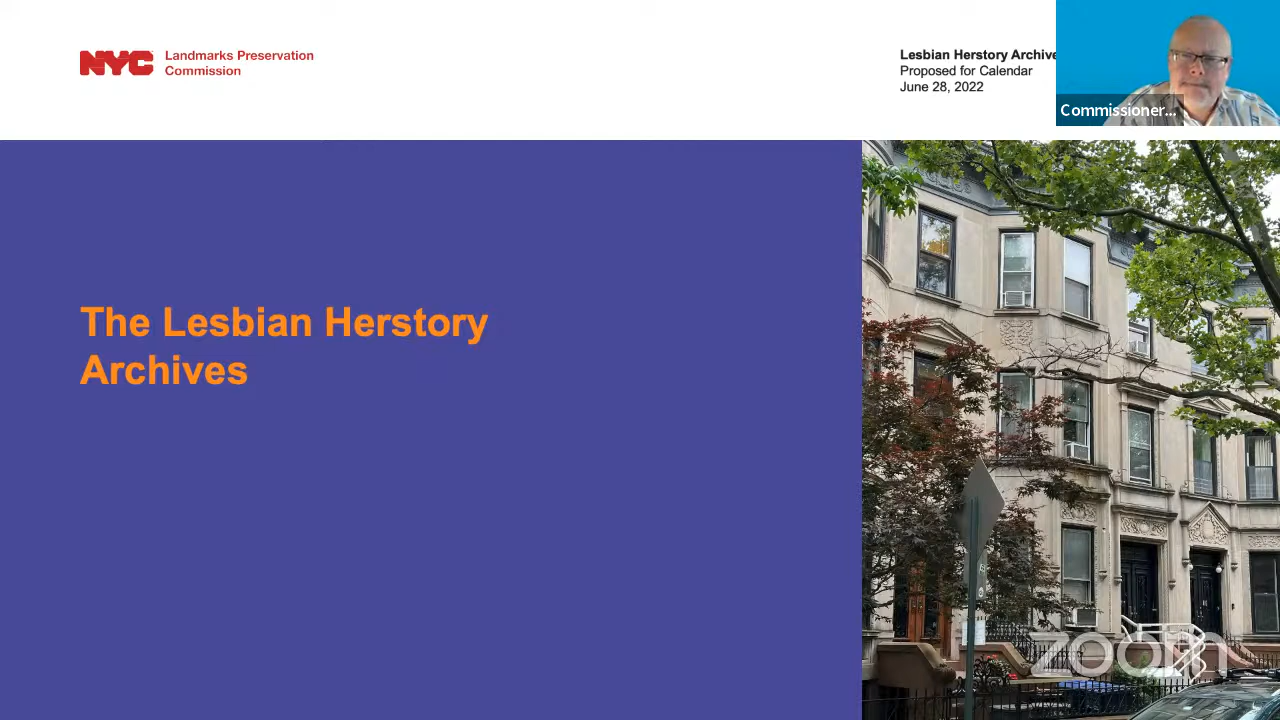 NYC
Landmarks Preservation
Commission
Lesbian Herstory Archive
Proposed for Calendar
June 28, 2022
Commissioner...
The Lesbian Herstory
Archives
zoom